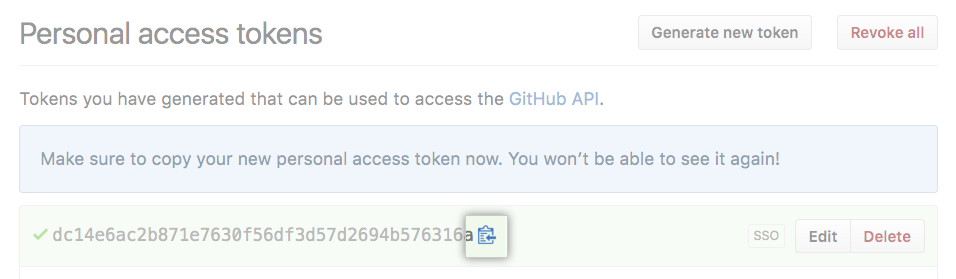 Personal access tokens
Generate new token
Revoke all
Tokens you have generated that can be used to access the GitHub API.
Make sure to copy your new personal access token now. You won’t be able to see it again!
dc14e6ac2b871e7630f56df3d57d2694b576316a
SSO
Edit
Delete